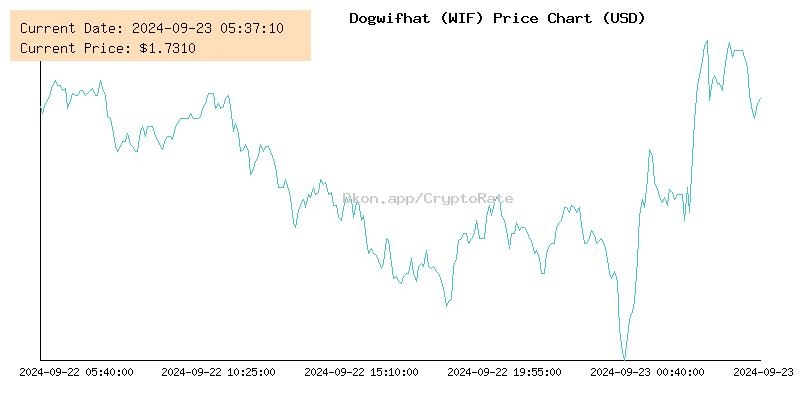 Dogwifhat (WIF) Price Chart (USD)
Current Date: 2024-09-23 05:37:10
Current Price: $1.7310
Dkon.app/CryptoRate
2024-09-22 05:40:00 2024-09-22 10:25:00 2024-09-22 15:10:00 2024-09-22 19:55:00 2024-09-23 00:40:00 2024-09-23